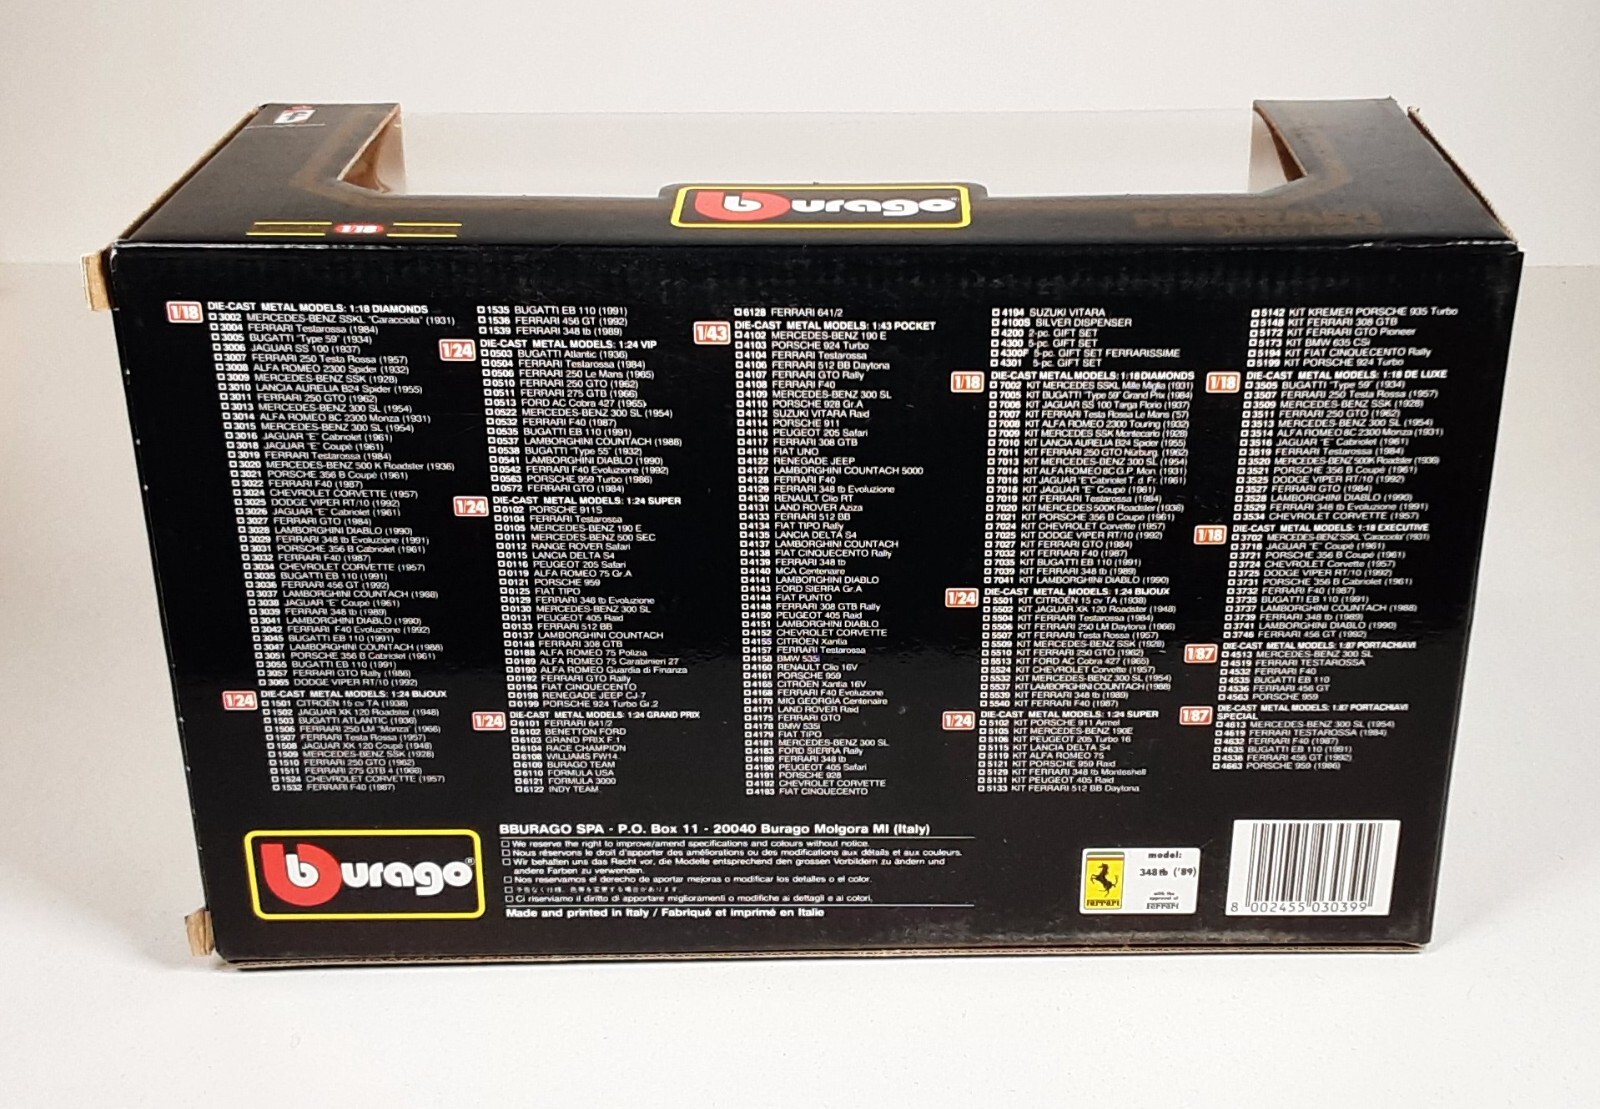 1/18
burago
1/18
DIE-CAST METAL MODELS: 1:18 DIAMONDS
3002 MERCEDES-BENZ SSKL "Caracciola" (1931)
3004 FERRARI Testarossa (1984)
3005 BUGATTI "Type 59" (1934)
3006 JAGUAR SS 100 (1937)
3007 FERRARI 250 Testa Rossa (1957)
3008 ALFA ROMEO 2300 Spider (1932)
3009 MERCEDES-BENZ SSK (1928)
3010 LANCIA AURELIA B24 Spider (1955)
3011 FERRARI 250 GTO (1962)
3013 MERCEDES-BENZ 300 SL (1954)
3014 ALFA ROMEO 8C 2300 Monza (1931)
3015 MERCEDES-BENZ 300 SL (1954)
3016 JAGUAR "E" Cabriolet (1961)
3018 JAGUAR "E" Coupé (1961)
3019 FERRARI Testarossa (1984)
3020 MERCEDES-BENZ 500 K Roadster (1936)
3021 PORSCHE 356 B Coupé (1961)
3022 FERRARI F40 (1987)
3024 CHEVROLET CORVETTE (1957)
3025 DODGE VIPER RT/10 (1992)
3026 JAGUAR "E" Cabriolet (1961)
3027 FERRARI GTO (1984)
3028 LAMBORGHINI DIABLO (1990)
3029 FERRARI 348 tb Evoluzione (1991)
3031 PORSCHE 356 B Cabriolet (1961)
3032 FERRARI F40 (1987)
3034 CHEVROLET CORVETTE (1957)
3035 BUGATTI EB 110 (1991)
3036 FERRARI 456 GT (1992)
3037 LAMBORGHINI COUNTACH (1988)
3038 JAGUAR "E" Coupé (1961)
3039 FERRARI 348 tb (1989)
3041 LAMBORGHINI DIABLO (1990)
3042 FERRARI F40 Evoluzione (1992)
3045 BUGATTI EB 110 (1991)
3047 LAMBORGHINI COUNTACH (1988)
3051 PORSCHE 356 B Cabriolet (1961)
3055 BUGATTI EB 110 (1991)
3057 FERRARI GTO Rally (1986)
3065 DODGE VIPER RT/10 (1992)
1/24
DIE-CAST METAL MODELS: 1:24 BIJOUX
1501 CITROËN 15 cv TA (1938)
1502 JAGUAR XK 120 Roadster (1948)
1503 BUGATTI ATLANTIC (1936)
1506 FERRARI 250 LM "Monza" (1966)
1507 FERRARI Testa Rossa (1957)
1508 JAGUAR XK 120 Coupé (1948)
1509 MERCEDES-BENZ SSK (1928)
1510 FERRARI 250 GTO (1962)
1511 FERRARI 275 GTB 4 (1966)
1524 CHEVROLET CORVETTE (1957)
1532 FERRARI F40 (1987)
1535 BUGATTI EB 110 (1991)
1536 FERRARI 456 GT (1992)
1539 FERRARI 348 tb (1989)
1/24
DIE-CAST METAL MODELS: 1:24 VIP
0503 BUGATTI Atlantic (1936)
0504 FERRARI Testarossa (1984)
0506 FERRARI 250 Le Mans (1965)
0510 FERRARI 250 GTO (1962)
0511 FERRARI 275 GTB (1966)
0513 FORD AC Cobra 427 (1965)
0522 MERCEDES-BENZ 300 SL (1954)
0532 FERRARI F40 (1987)
0535 BUGATTI EB 110 (1991)
0537 LAMBORGHINI COUNTACH (1988)
0538 BUGATTI "Type 55" (1932)
0541 LAMBORGHINI DIABLO (1990)
0542 FERRARI F40 Evoluzione (1992)
0563 PORSCHE 959 Turbo (1986)
0572 FERRARI GTO (1984)
1/24
DIE-CAST METAL MODELS: 1:24 SUPER
0102 PORSCHE 911S
0104 FERRARI Testarossa
0105 MERCEDES-BENZ 190 E
0111 MERCEDES-BENZ 500 SEC
0112 RANGE ROVER Safari
0115 LANCIA DELTA S4
0116 PEUGEOT 205 Safari
0119 ALFA ROMEO 75 Gr.A
0121 PORSCHE 959
0125 FIAT TIPO
0129 FERRARI 348 tb Evoluzione
0130 MERCEDES-BENZ 300 SL
0131 PEUGEOT 405 Raid
0133 FERRARI 512 BB
0137 LAMBORGHINI COUNTACH
0148 FERRARI 308 GTB
0188 ALFA ROMEO 75 Polizia
0189 ALFA ROMEO 75 Carabinieri 27
0190 ALFA ROMEO Guardia di Finanza
0192 FERRARI GTO Rally
0194 FIAT CINQUECENTO
0198 RENEGADE JEEP CJ-7
0199 PORSCHE 924 Turbo Gr.2
1/24
DIE-CAST METAL MODELS: 1:24 GRAND PRIX
6101 FERRARI 641/2
6102 BENETTON FORD
6103 GRAND PRIX F.1
6104 RACE CHAMPION
6108 WILLIAMS FW14
6109 BURAGO TEAM
6110 FORMULA USA
6121 FORMULA 3000
6122 INDY TEAM
6128 FERRARI 641/2
1/43
DIE-CAST METAL MODELS: 1:43 POCKET
4102 MERCEDES-BENZ 190 E
4103 PORSCHE 924 Turbo
4104 FERRARI Testarossa
4106 FERRARI 512 BB Daytona
4107 FERRARI GTO Rally
4108 FERRARI F40
4109 MERCEDES-BENZ 300 SL
4110 PORSCHE 928 Gr.A
4112 SUZUKI VITARA Raid
4114 PORSCHE 911
4116 PEUGEOT 205 Safari
4117 FERRARI 308 GTB
4119 FIAT UNO
4122 RENEGADE JEEP
4127 LAMBORGHINI COUNTACH 5000
4128 FERRARI F40
4129 FERRARI 348 tb Evoluzione
4130 RENAULT Clio RT
4131 LAND ROVER Aziza
4133 FERRARI 512 BB
4134 FIAT TIPO Rally
4135 LANCIA DELTA S4
4137 LAMBORGHINI COUNTACH
4138 FIAT CINQUECENTO Rally
4139 FERRARI 348 tb
4140 MCA Centenaire
4141 LAMBORGHINI DIABLO
4143 FORD SIERRA Gr.A
4144 FIAT PUNTO
4148 FERRARI 308 GTB Rally
4150 PEUGEOT 405 Raid
4151 LAMBORGHINI DIABLO
4152 CHEVROLET CORVETTE
4155 CITROËN Xantia
4157 FERRARI Testarossa
4158 BMW 535i
4160 RENAULT Clio 16V
4161 PORSCHE 959
4165 CITROËN Xantia 16V
4168 FERRARI F40 Evoluzione
4170 MIG GEORGIA Centenaire
4171 LAND ROVER Raid
4175 FERRARI GTO
4178 BMW 535i
4179 FIAT TIPO
4181 MERCEDES-BENZ 300 SL
4183 FORD SIERRA Rally
4189 FERRARI 348 tb
4190 PEUGEOT 405 Safari
4191 PORSCHE 928
4192 CHEVROLET CORVETTE
4193 FIAT CINQUECENTO
4194 SUZUKI VITARA
4100S SILVER DISPENSER
4200 2-pc. GIFT SET
4300 5-pc. GIFT SET
4300F 5-pc. GIFT SET FERRARISSIME
4301 5-pc. GIFT SET
1/18
DIE-CAST METAL MODELS: 1:18 DIAMONDS
7002 KIT MERCEDES SSKL Mille Miglia (1931)
7005 KIT BUGATTI "Type 59" Grand Prix (1934)
7006 KIT JAGUAR SS 100 Targa Florio (1937)
7007 KIT FERRARI Testa Rossa Le Mans ('57)
7008 KIT ALFA ROMEO 2300 Touring (1932)
7009 KIT MERCEDES SSK Montecarlo (1928)
7010 KIT LANCIA AURELIA B24 Spider (1955)
7011 KIT FERRARI 250 GTO Nürburg. (1962)
7013 KIT MERCEDES-BENZ 300 SL (1954)
7014 KIT ALFA ROMEO 8C G.P. Mon. (1931)
7016 KIT JAGUAR "E" Cabriolet T. d. Fr. (1961)
7018 KIT JAGUAR "E" Coupé (1961)
7019 KIT FERRARI Testarossa (1984)
7020 KIT MERCEDES 500K Roadster (1936)
7021 KIT PORSCHE 356 B Coupé (1961)
7024 KIT CHEVROLET Corvette (1957)
7025 KIT DODGE VIPER RT/10 (1992)
7027 KIT FERRARI GTO (1984)
7032 KIT FERRARI F40 (1987)
7035 KIT BUGATTI EB 110 (1991)
7039 KIT FERRARI 348 tb (1989)
7041 KIT LAMBORGHINI DIABLO (1990)
1/24
DIE-CAST METAL MODELS: 1:24 BIJOUX
5501 KIT CITROËN 15 cv TA (1938)
5502 KIT JAGUAR XK 120 Roadster (1948)
5504 KIT FERRARI Testarossa (1984)
5506 KIT FERRARI 250 LM Daytona (1966)
5507 KIT FERRARI Testa Rossa (1957)
5509 KIT MERCEDES-BENZ SSK (1928)
5510 KIT FERRARI 250 GTO (1962)
5513 KIT FORD AC Cobra 427 (1965)
5524 KIT CHEVROLET Corvette (1957)
5532 KIT MERCEDES-BENZ 300 SL (1954)
5537 KIT LAMBORGHINI COUNTACH (1988)
5539 KIT FERRARI 348 tb (1989)
5540 KIT FERRARI F40 (1987)
1/24
DIE-CAST METAL MODELS: 1:24 SUPER
5102 KIT PORSCHE 911 Armel
5105 KIT MERCEDES-BENZ 190E
5106 KIT PEUGEOT 205 Turbo 16
5115 KIT LANCIA DELTA S4
5119 KIT ALFA ROMEO 75
5121 KIT PORSCHE 959 Raid
5129 KIT FERRARI 348 tb Monteshell
5131 KIT PEUGEOT 405 Raid
5133 KIT FERRARI 512 BB Daytona
5142 KIT KREMER PORSCHE 935 Turbo
5148 KIT FERRARI 308 GTB
5172 KIT FERRARI GTO Pioneer
5173 KIT BMW 635 CSi
5194 KIT FIAT CINQUECENTO Rally
5199 KIT PORSCHE 924 Turbo
1/18
DIE-CAST METAL MODELS: 1:18 DE LUXE
3505 BUGATTI "Type 59" (1934)
3507 FERRARI 250 Testa Rossa (1957)
3509 MERCEDES-BENZ SSK (1928)
3511 FERRARI 250 GTO (1962)
3513 MERCEDES-BENZ 300 SL (1954)
3514 ALFA ROMEO 8C 2300 Monza (1931)
3516 JAGUAR "E" Cabriolet (1961)
3519 FERRARI Testarossa (1984)
3520 MERCEDES-BENZ 500K Roadster (1936)
3521 PORSCHE 356 B Coupé (1961)
3525 DODGE VIPER RT/10 (1992)
3527 FERRARI GTO (1984)
3528 LAMBORGHINI DIABLO (1990)
3529 FERRARI 348 tb Evoluzione (1991)
3534 CHEVROLET CORVETTE (1957)
1/18
DIE-CAST METAL MODELS: 1:18 EXECUTIVE
3702 MERCEDES-BENZ SSKL "Caracciola" (1931)
3718 JAGUAR "E" Coupé (1961)
3721 PORSCHE 356 B Coupé (1961)
3724 CHEVROLET Corvette (1957)
3725 DODGE VIPER RT/10 (1992)
3731 PORSCHE 356 B Cabriolet (1961)
3732 FERRARI F40 (1987)
3735 BUGATTI EB 110 (1991)
3737 LAMBORGHINI COUNTACH (1988)
3739 FERRARI 348 tb (1989)
3741 LAMBORGHINI DIABLO (1990)
3746 FERRARI 456 GT (1992)
1/87
DIE-CAST METAL MODELS: 1:87 PORTACHIAVI
4513 MERCEDES-BENZ 300 SL
4519 FERRARI TESTAROSSA
4532 FERRARI F40
4535 BUGATTI EB 110
4536 FERRARI 456 GT
4563 PORSCHE 959
1/87
DIE-CAST METAL MODELS: 1:87 PORTACHIAVI
SPECIAL
4613 MERCEDES-BENZ 300 SL (1954)
4619 FERRARI TESTAROSSA (1984)
4632 FERRARI F40 (1987)
4635 BUGATTI EB 110 (1991)
4636 FERRARI 456 GT (1992)
4663 PORSCHE 959 (1986)
burago
BBURAGO SPA - P.O. Box 11 - 20040 Burago Molgora MI (Italy)
We reserve the right to improve/amend specifications and colours without notice.
Nous réservons le droit d'apporter des améliorations ou des modifications aux détails et aux couleurs.
Wir behalten uns das Recht vor, die Modelle entsprechend den grossen Vorbildern zu ändern und
andere Farben zu verwenden.
Nos reservamos el derecho de aportar mejoras o modificar los detalles o el color.
予告なく仕様、色等を変更する場合があります
Ci riserviamo il diritto di apportare miglioramenti o modifiche ai dettagli e ai colori.
Made and printed in Italy / Fabriqué et imprimé en Italie
Ferrari
model:
348 tb ('89)
with the
approval of
Ferrari
8 002455 030399